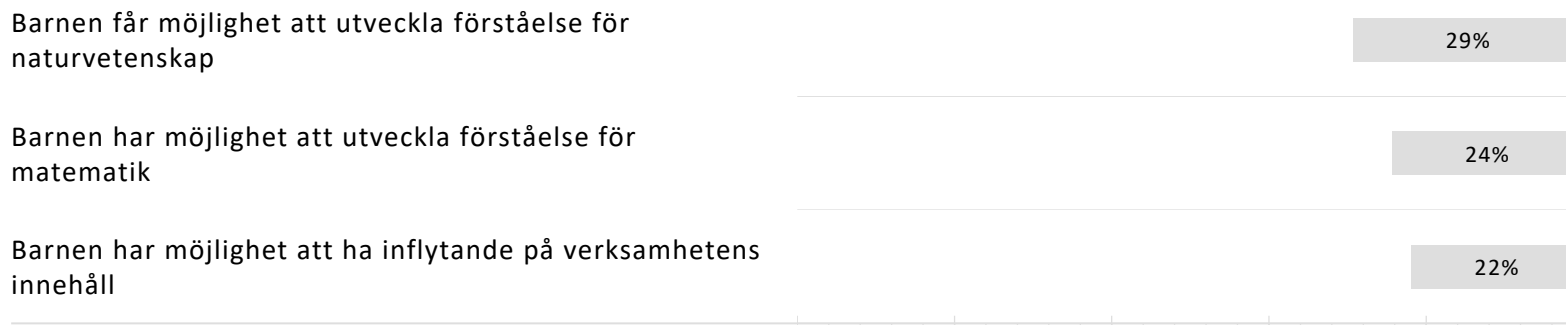 Barnen får möjlighet att utveckla förståelse för
naturvetenskap
29%
Barnen har möjlighet att utveckla förståelse för
matematik
24%
Barnen har möjlighet att ha inflytande på verksamhetens
innehåll
22%